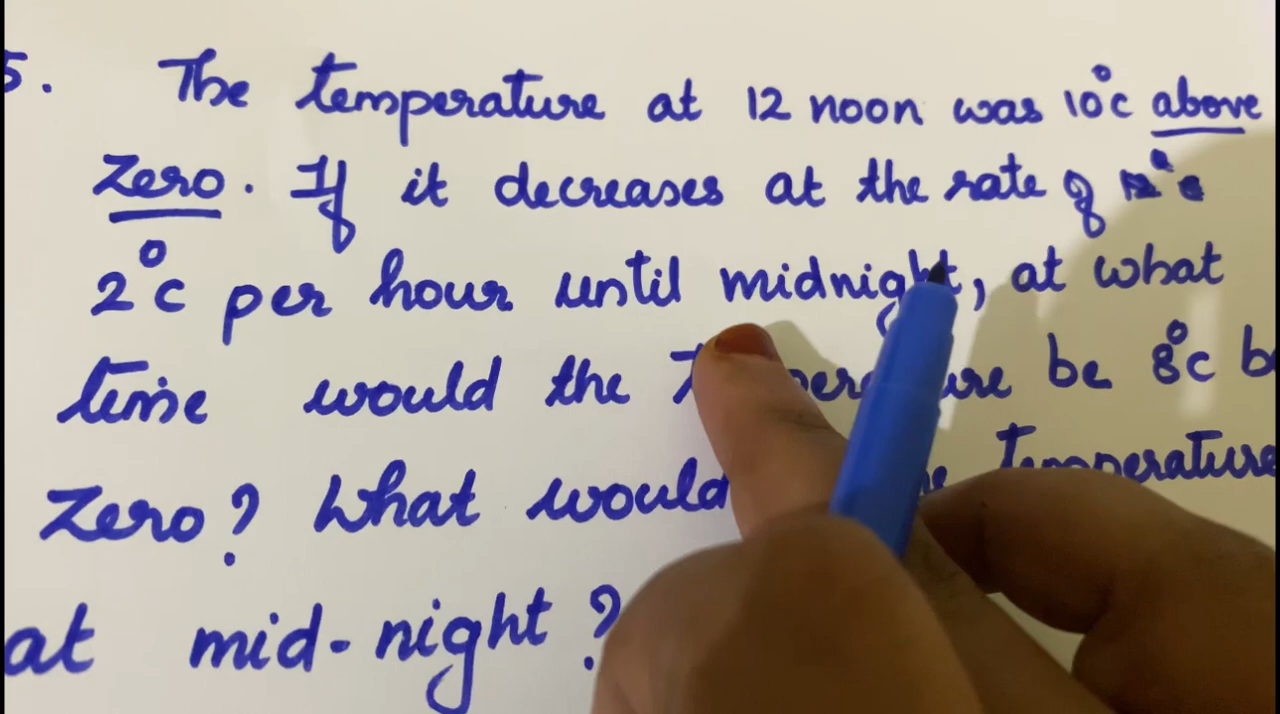 5. The temperature at 12 noon was 10°c above
Zero. If it decreases at the rate of
2°c per hour until midnight, at what
time would the be 8°c
Zero? What would temperature
at mid-night?